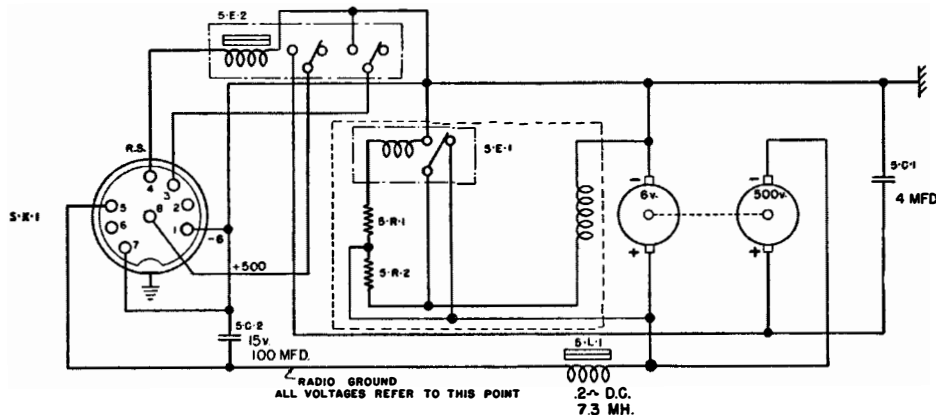 5-E-2
R.S.
4
3
5
8
2
6
1
7
-6
S-K-1
+500
5-E-1
5-R-1
5-R-2
-
6v.
+
-
500v.
+
5-C-1
4 MFD.
5-C-2
15v.
100 MFD.
5-L-1
.2~ D.C.
7.3 MH.
RADIO GROUND
ALL VOLTAGES REFER TO THIS POINT